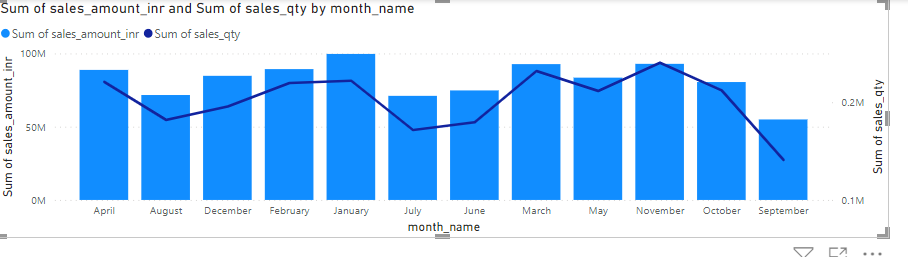 Sum of sales_amount_inr and Sum of sales_qty by month_name
Sum of sales_amount_inr Sum of sales_qty
Sum of sales_amount_inr
100M
50M
0M
April August December February January July June March May November October September
month_name
0.2M
0.1M
Sum of sales_qty